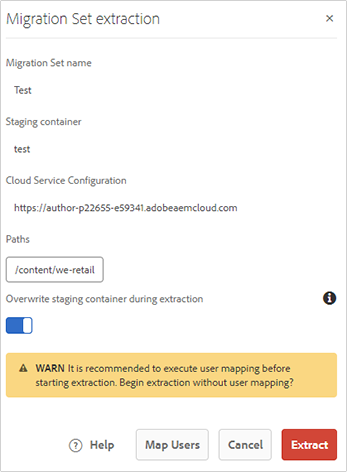 Migration Set extraction
Migration Set name
Test
Staging container
test
Cloud Service Configuration
https://author-p22655-e59341.adobeaemcloud.com
Paths
/content/we-retail
Overwrite staging container during extraction
WARN It is recommended to execute user mapping before
starting extraction. Begin extraction without user mapping?
Help Map Users Cancel Extract